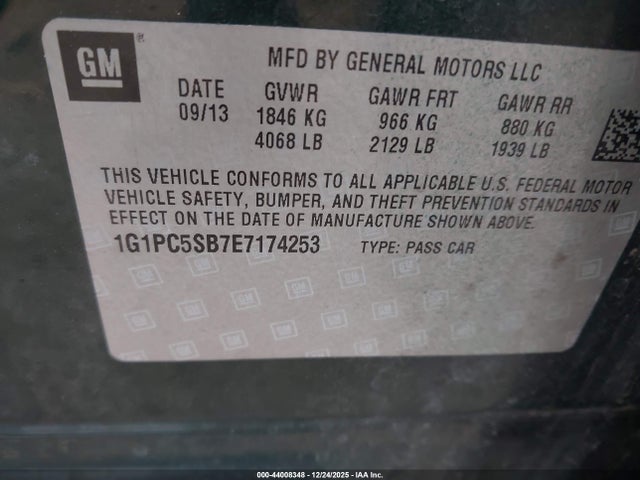 GM ®
MFD BY GENERAL MOTORS LLC
DATE GVWR GAWR FRT GAWR RR
09/13 1846 KG 966 KG 880 KG
4068 LB 2129 LB 1939 LB
THIS VEHICLE CONFORMS TO ALL APPLICABLE U.S. FEDERAL MOTOR
VEHICLE SAFETY, BUMPER, AND THEFT PREVENTION STANDARDS IN
EFFECT ON THE DATE OF MANUFACTURE SHOWN ABOVE.
1G1PC5SB7E7174253 TYPE: PASS CAR
000-44008348 - 12/24/2025 - IAA Inc.